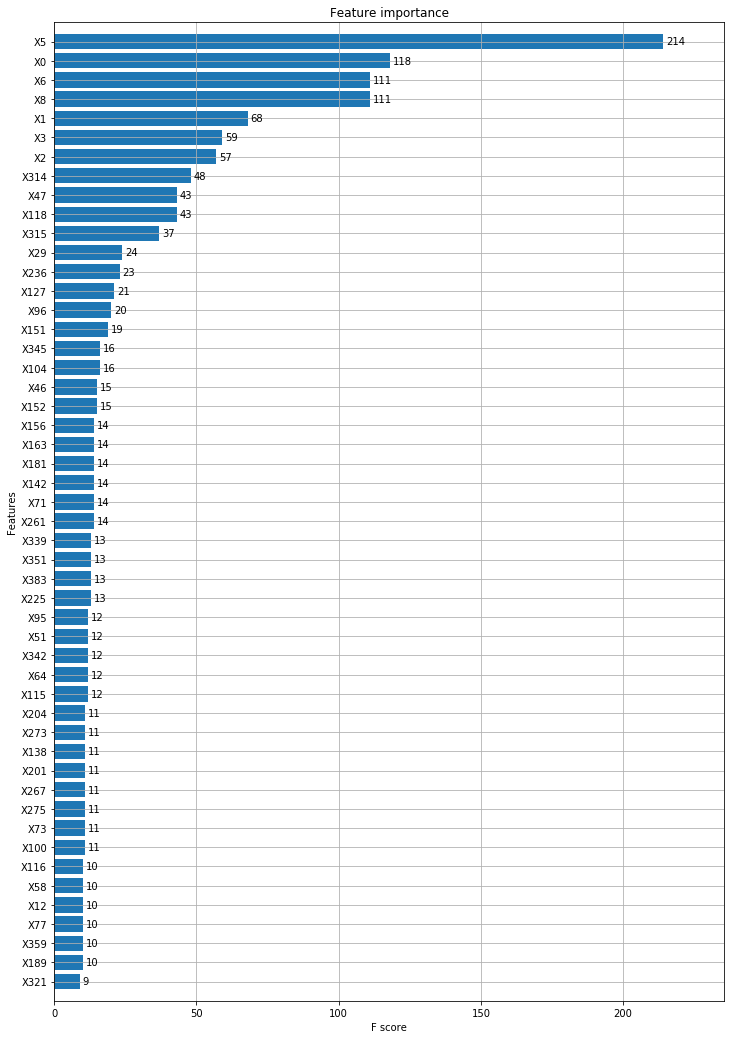 Feature importance
X5 214
X0 118
X6 111
X8 111
X1 68
X3 59
X2 57
X314 48
X47 43
X118 43
X315 37
X29 24
X236 23
X127 21
X96 20
X151 19
X345 16
X104 16
X46 15
X152 15
X156 14
X163 14
X181 14
X142 14
X71 14
X261 14
X339 13
X351 13
X383 13
X225 13
X95 12
X51 12
X342 12
X64 12
X115 12
X204 11
X273 11
X138 11
X201 11
X267 11
X275 11
X73 11
X100 11
X116 10
X58 10
X12 10
X77 10
X359 10
X189 10
X321 9
Features
0 50 100 150 200
F score